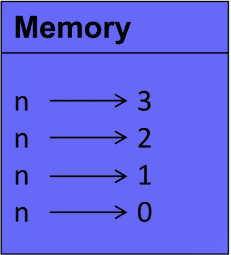 Memory
n → 3
n → 2
n → 1
n → 0